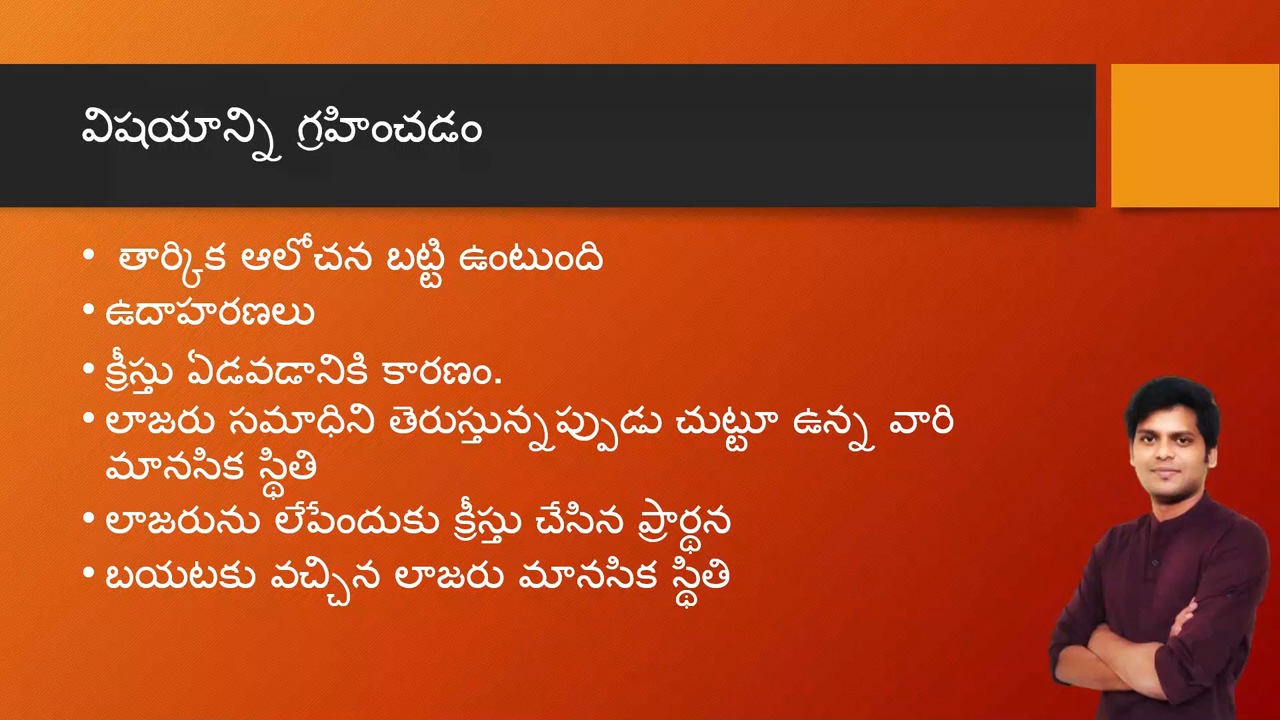 విషయాన్ని గ్రహించడం
• తార్కిక ఆలోచన బట్టి ఉంటుంది
• ఉదాహరణలు
• క్రీస్తు ఏడవడానికి కారణం.
• లాజరు సమాధిని తెరుస్తున్నప్పుడు చుట్టూ ఉన్న వారి
మానసిక స్థితి
• లాజరును లేపేందుకు క్రీస్తు చేసిన ప్రార్థన
• బయటకు వచ్చిన లాజరు మానసిక స్థితి